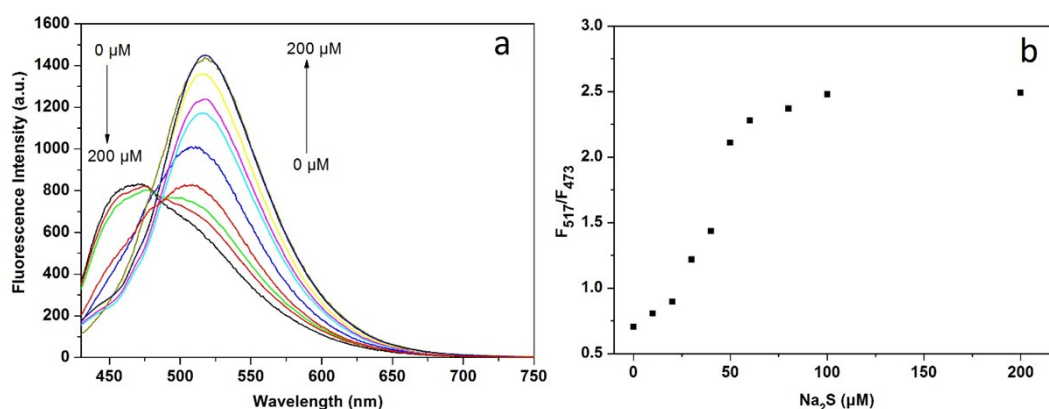 a
0 µM
200 µM
200 µM
0 µM
Fluorescence Intensity (a.u.)
1600
1400
1200
1000
800
600
400
200
0
450 500 550 600 650 700 750
Wavelength (nm)
b
F517/F473
3.0
2.5
2.0
1.5
1.0
0.5
0 50 100 150 200
Na2S (µM)